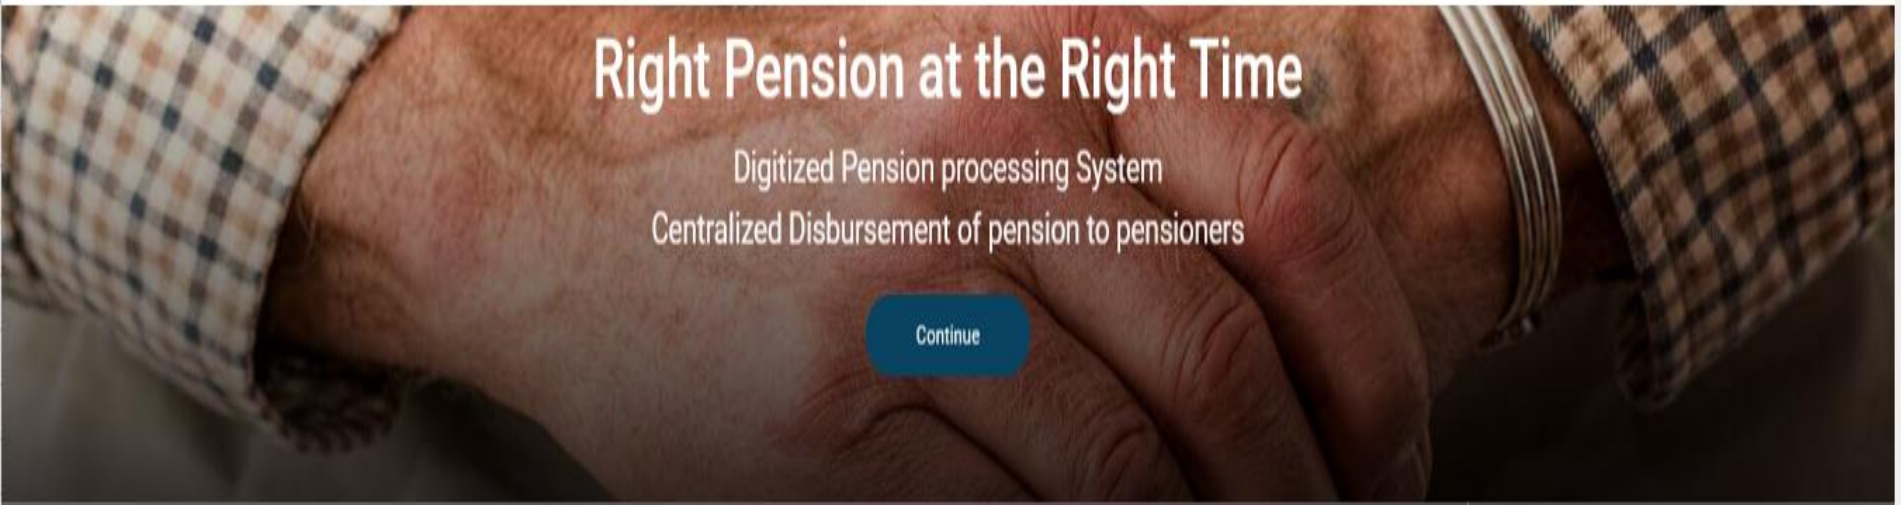 Right Pension at the Right Time
Digitized Pension processing System
Centralized Disbursement of pension to pensioners
Continue